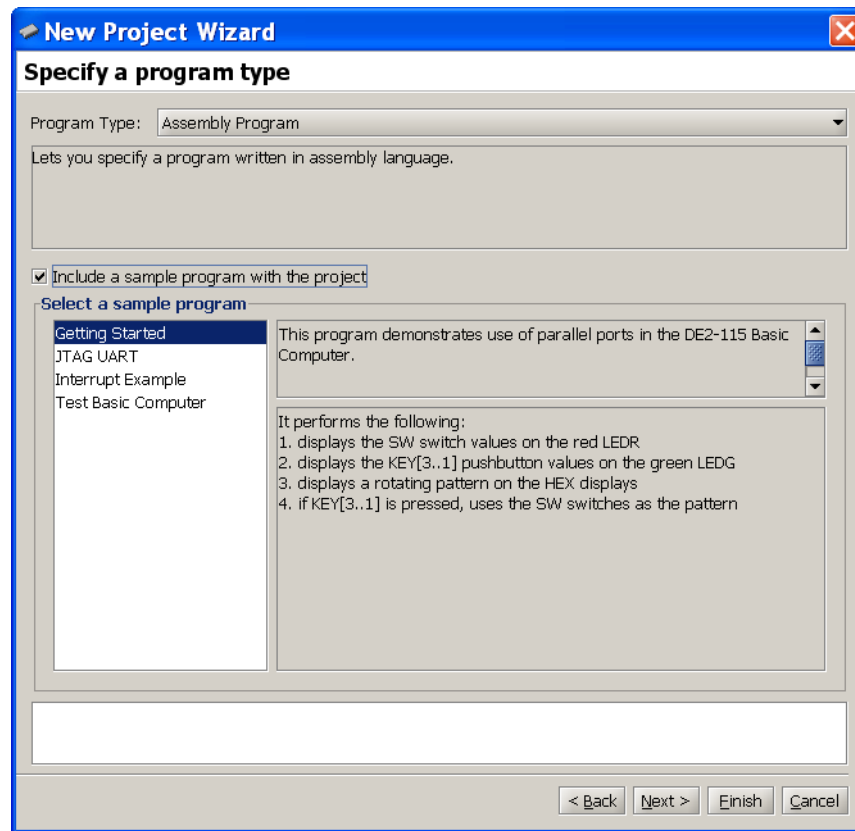 New Project Wizard
Specify a program type
Program Type: Assembly Program
Lets you specify a program written in assembly language.
Include a sample program with the project
Select a sample program
Getting Started
JTAG UART
Interrupt Example
Test Basic Computer
This program demonstrates use of parallel ports in the DE2-115 Basic
Computer.
It performs the following:
1. displays the SW switch values on the red LEDR
2. displays the KEY[3..1] pushbutton values on the green LEDG
3. displays a rotating pattern on the HEX displays
4. if KEY[3..1] is pressed, uses the SW switches as the pattern
< Back Next > Finish Cancel